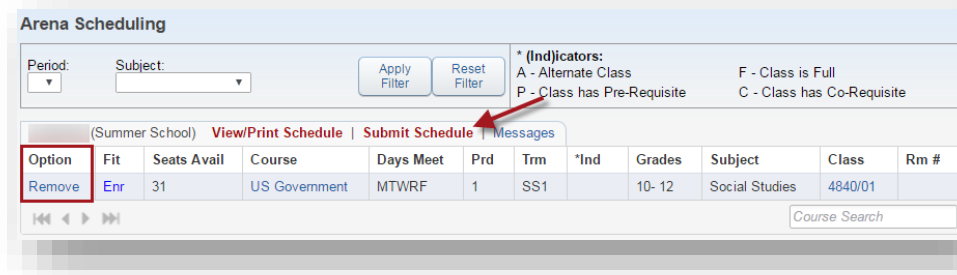 Arena Scheduling
Period: Subject: Apply Filter Reset Filter
* (Ind)icators:
A - Alternate Class F - Class is Full
P - Class has Pre-Requisite C - Class has Co-Requisite
(Summer School) View/Print Schedule | Submit Schedule | Messages
Option Fit Seats Avail Course Days Meet Prd Trm *Ind Grades Subject Class Rm #
Remove Enr 31 US Government MTWRF 1 SS1 10- 12 Social Studies 4840/01
Course Search